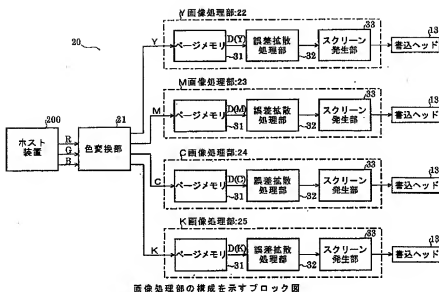 Y画像処理部:22
33
20
Y
ページメモリ
D(Y)
誤差拡散
処理部
スクリーン
発生部
書込ヘッド
13
31
32
M画像処理部:23
33
M
ページメモリ
D(M)
誤差拡散
処理部
スクリーン
発生部
書込ヘッド
13
31
32
200
21
ホスト
装置
R
G
B
色変換部
C画像処理部:24
33
C
ページメモリ
D(C)
誤差拡散
処理部
スクリーン
発生部
書込ヘッド
13
31
32
K画像処理部:25
33
K
ページメモリ
D(K)
誤差拡散
処理部
スクリーン
発生部
書込ヘッド
13
31
32
画像処理部の構成を示すブロック図